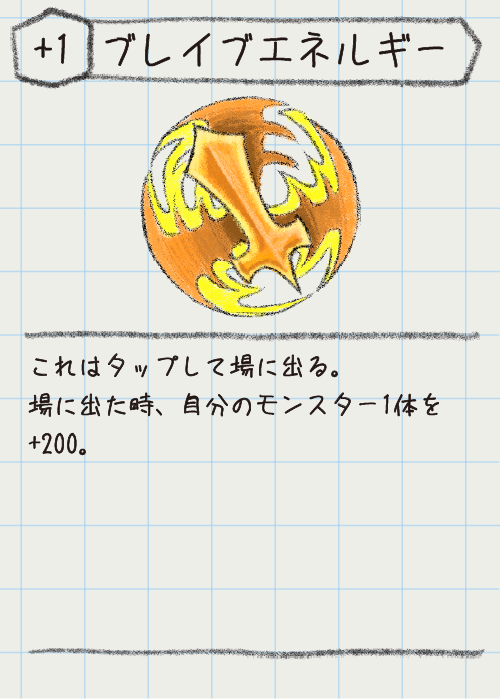 +1 ブレイブエネルギー
これはタップして場に出る。
場に出た時、自分のモンスター1体を
+200。